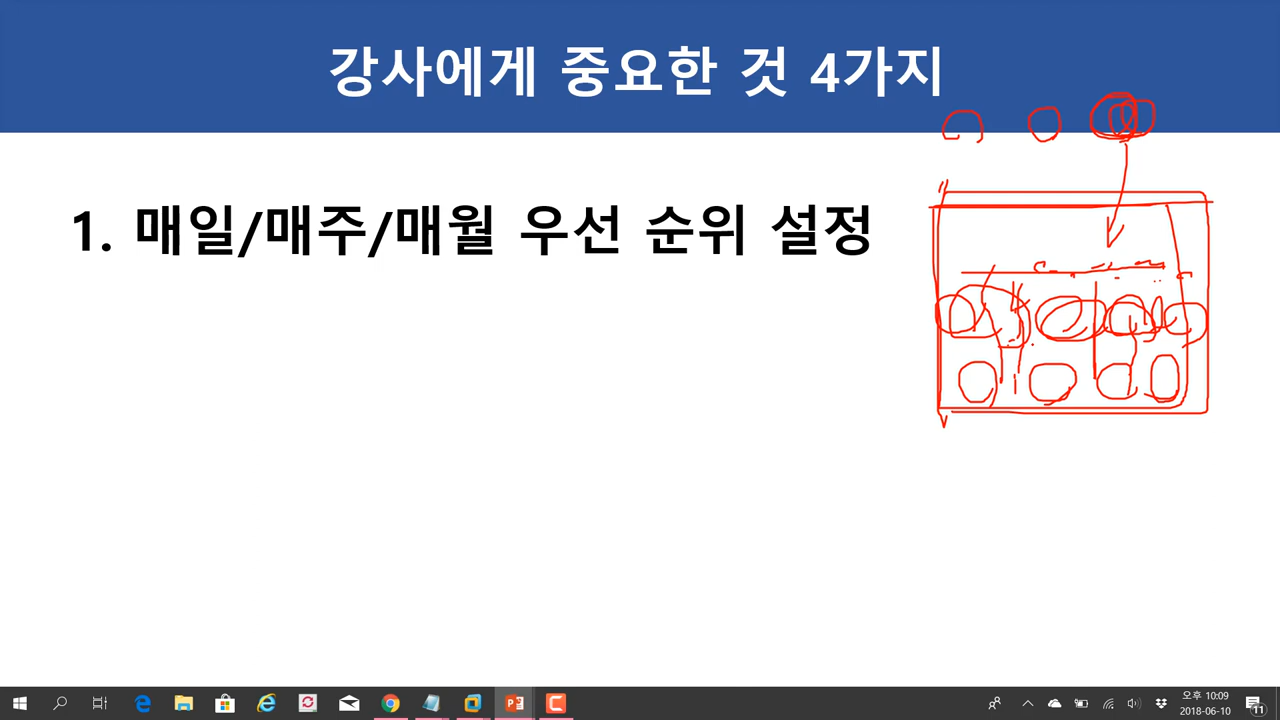 강사에게 중요한 것 4가지
1. 매일/매주/매월 우선 순위 설정
오후 10:09
2018-06-10
11